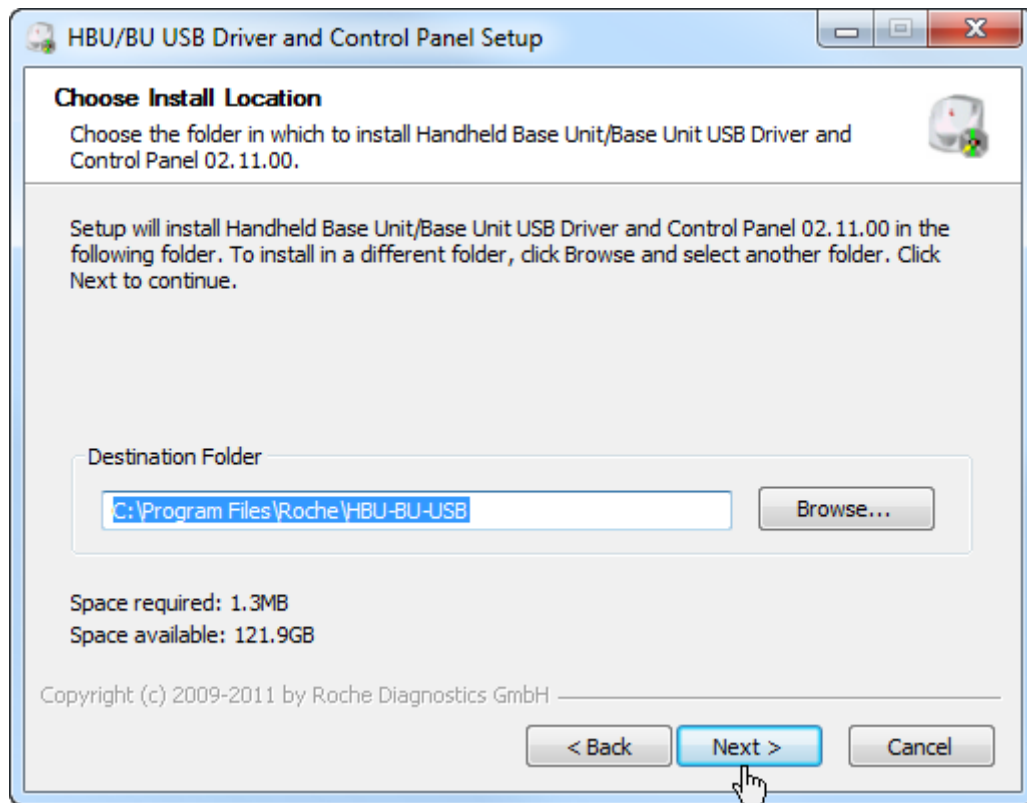 HBU/BU USB Driver and Control Panel Setup
Choose Install Location
Choose the folder in which to install Handheld Base Unit/Base Unit USB Driver and
Control Panel 02.11.00.
Setup will install Handheld Base Unit/Base Unit USB Driver and Control Panel 02.11.00 in the
following folder. To install in a different folder, click Browse and select another folder. Click
Next to continue.
Destination Folder
C:\Program Files\Roche\HBU-BU-USB
Browse...
Space required: 1.3MB
Space available: 121.9GB
Copyright (c) 2009-2011 by Roche Diagnostics GmbH
< Back
Next >
Cancel